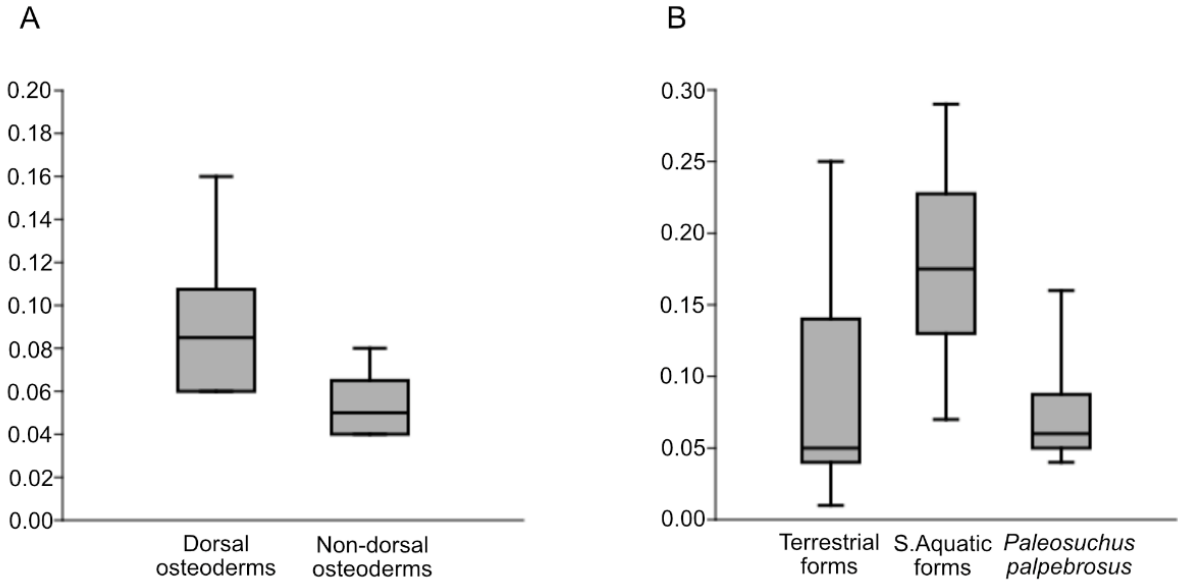 A
0.20
0.18
0.16
0.14
0.12
0.10
0.08
0.06
0.04
0.02
0.00
Dorsal
osteoderms
Non-dorsal
osteoderms
B
0.30
0.25
0.20
0.15
0.10
0.05
0.00
Terrestrial
forms
S.Aquatic
forms
Paleosuchus
palpebrosus